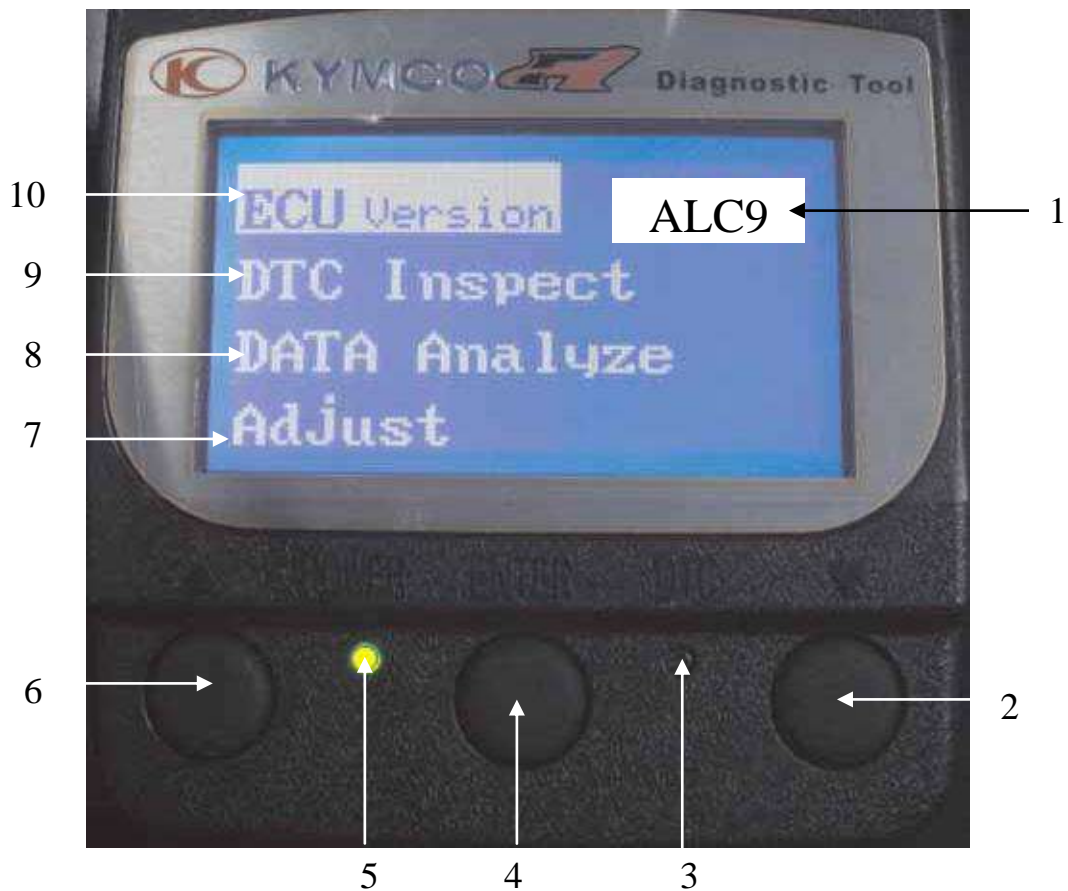 KYMCO Diagnostic Tool
10 ECU Version ALC9 1
9 DTC Inspect
8 DATA Analyze
7 Adjust
6 2
5 4 3